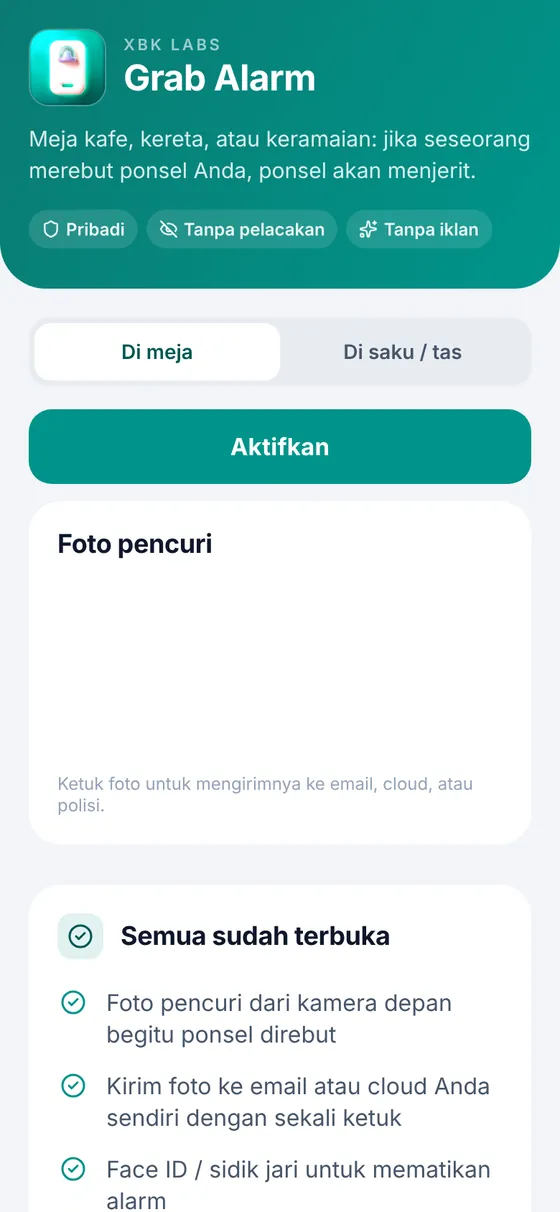 XBK LABS
Grab Alarm
Meja kafe, kereta, atau keramaian: jika seseorang
merebut ponsel Anda, ponsel akan menjerit.
Pribadi
Tanpa pelacakan
Tanpa iklan
Di meja
Di saku / tas
Aktifkan
Foto pencuri
Ketuk foto untuk mengirimnya ke email, cloud, atau
polisi.
Semua sudah terbuka
Foto pencuri dari kamera depan
begitu ponsel direbut
Kirim foto ke email atau cloud Anda
sendiri dengan sekali ketuk
Face ID / sidik jari untuk mematikan
alarm